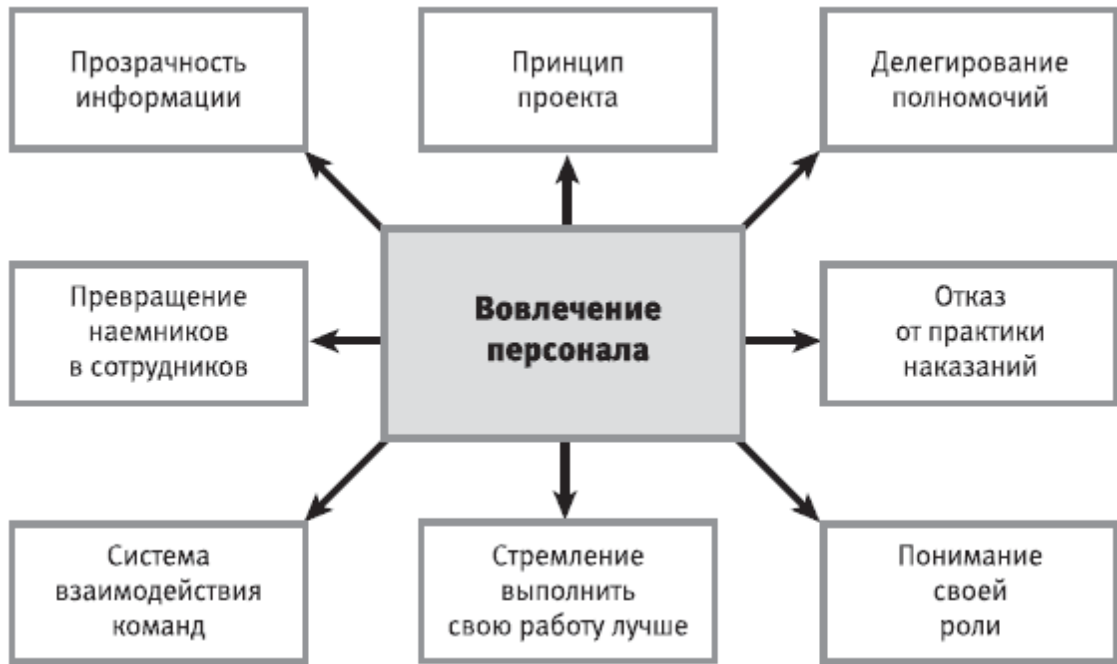 Прозрачность
информации
Принцип
проекта
Делегирование
полномочий
Превращение
наемников
в сотрудников
Вовлечение
персонала
Отказ
от практики
наказаний
Система
взаимодействия
команд
Стремление
выполнить
свою работу лучше
Понимание
своей
роли